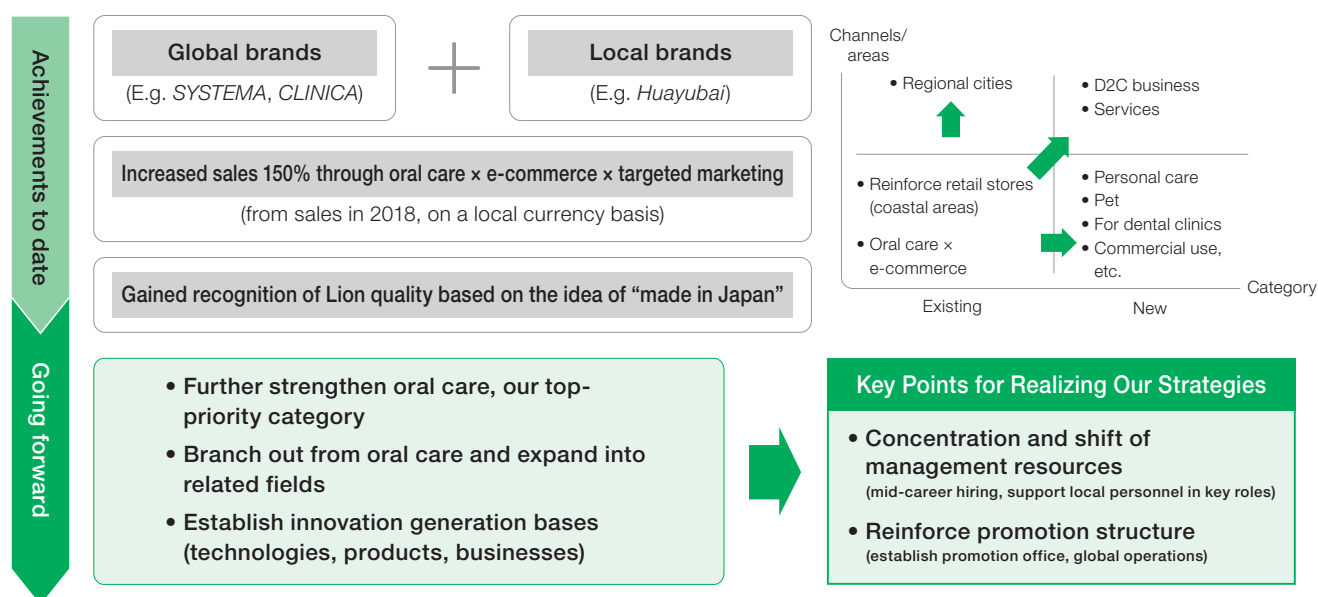 Achievements to date
Global brands
(E.g. SYSTEMA, CLINICA)
Local brands
(E.g. Huayubai)
Increased sales 150% through oral care × e-commerce × targeted marketing
(from sales in 2018, on a local currency basis)
Gained recognition of Lion quality based on the idea of “made in Japan”
Channels/
areas
• Regional cities
• D2C business
• Services
• Reinforce retail stores
(coastal areas)
• Oral care ×
e-commerce
• Personal care
• Pet
• For dental clinics
• Commercial use,
etc.
Category
Existing
New
Going forward
• Further strengthen oral care, our top-
priority category
• Branch out from oral care and expand into
related fields
• Establish innovation generation bases
(technologies, products, businesses)
Key Points for Realizing Our Strategies
• Concentration and shift of
management resources
(mid-career hiring, support local personnel in key roles)
• Reinforce promotion structure
(establish promotion office, global operations)